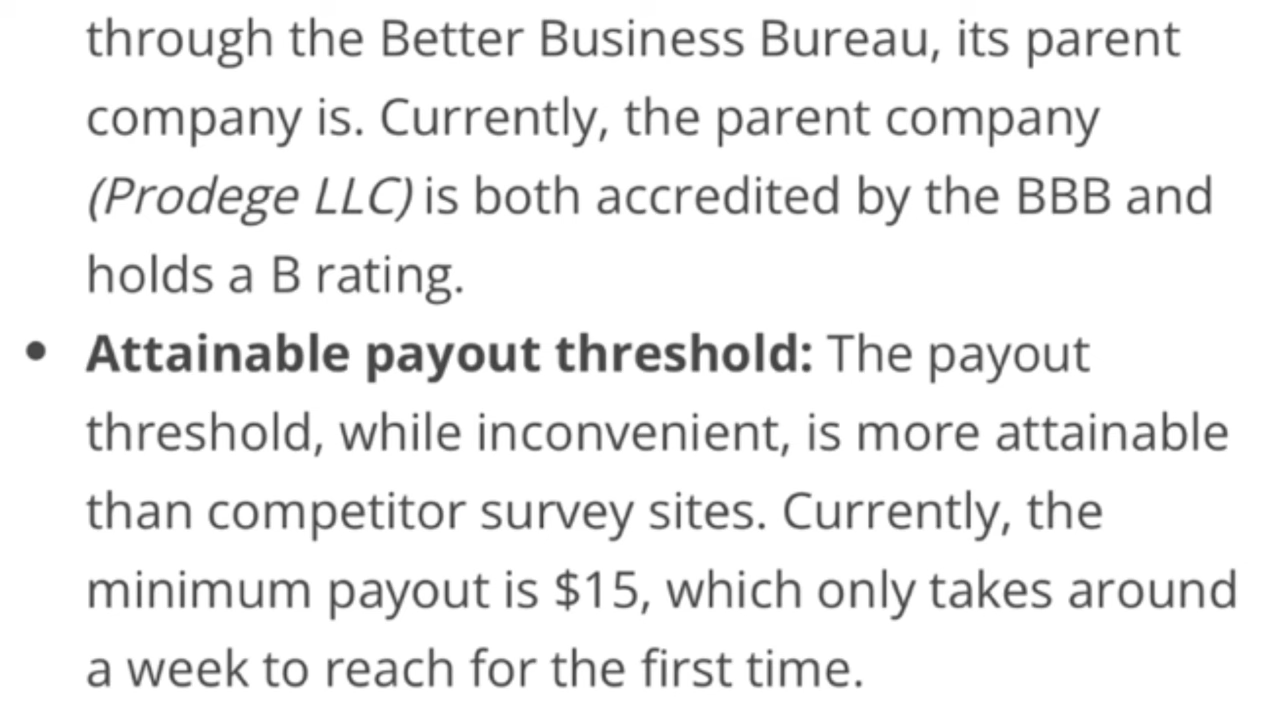 through the Better Business Bureau, its parent
company is. Currently, the parent company
(Prodege LLC) is both accredited by the BBB and
holds a B rating.
• Attainable payout threshold: The payout
threshold, while inconvenient, is more attainable
than competitor survey sites. Currently, the
minimum payout is $15, which only takes around
a week to reach for the first time.